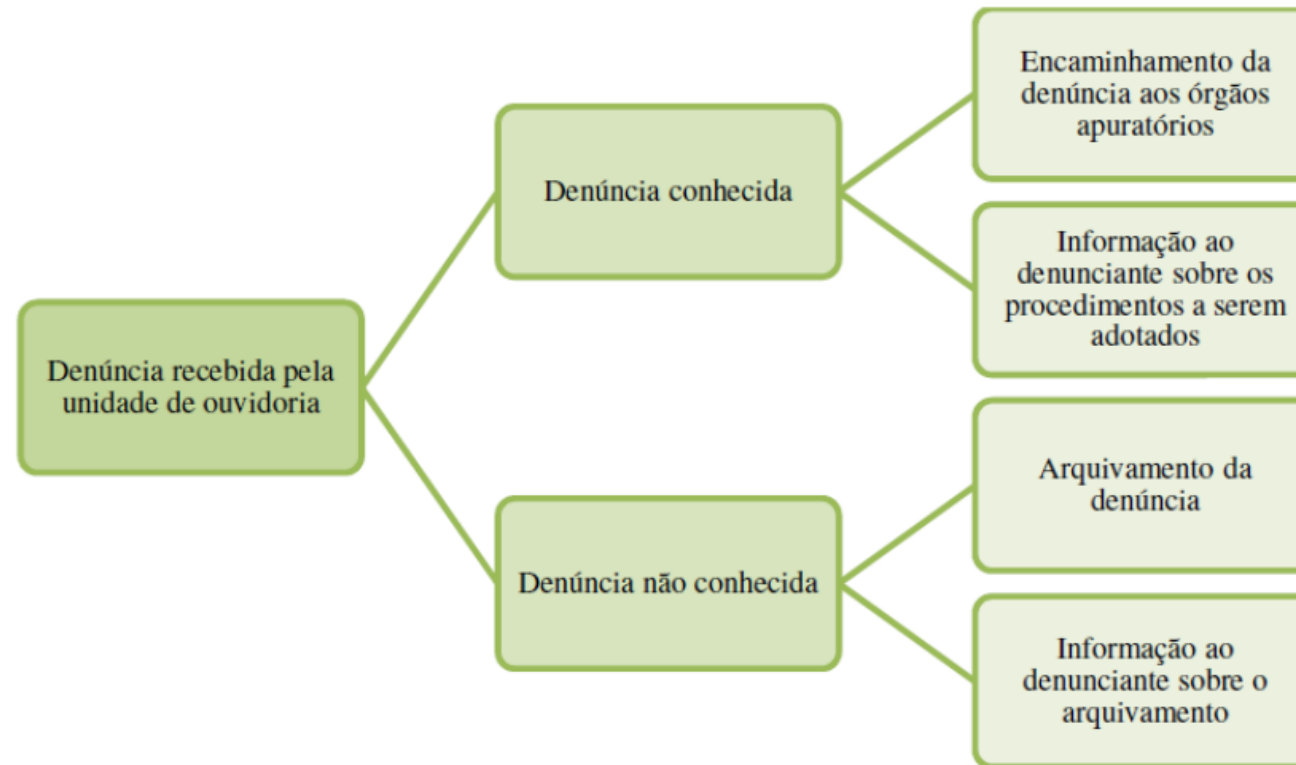 Denúncia recebida pela
unidade de ouvidoria
Denúncia conhecida
Encaminhamento da
denúncia aos órgãos
apuratórios
Informação ao
denunciante sobre os
procedimentos a serem
adotados
Denúncia não conhecida
Arquivamento da
denúncia
Informação ao
denunciante sobre o
arquivamento